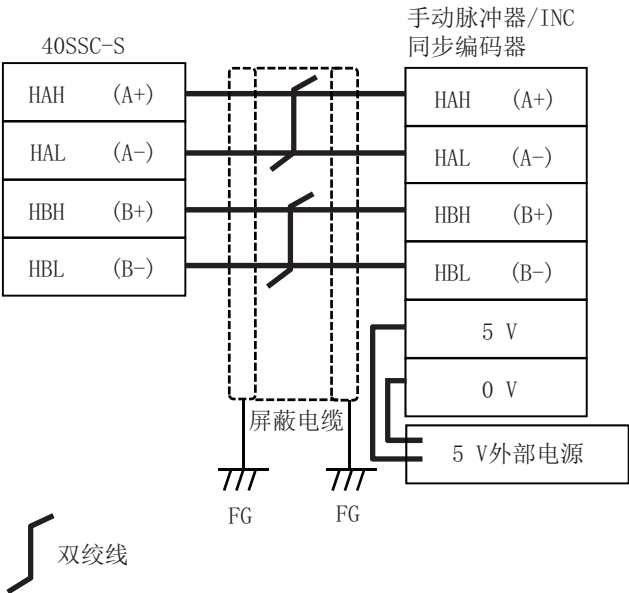 手动脉冲器/INC
同步编码器
40SSC-S
HAH (A+)
HAL (A-)
HBH (B+)
HBL (B-)
HAH (A+)
HAL (A-)
HBH (B+)
HBL (B-)
5 V
0 V
5 V外部电源
屏蔽电缆
FG
FG
双绞线